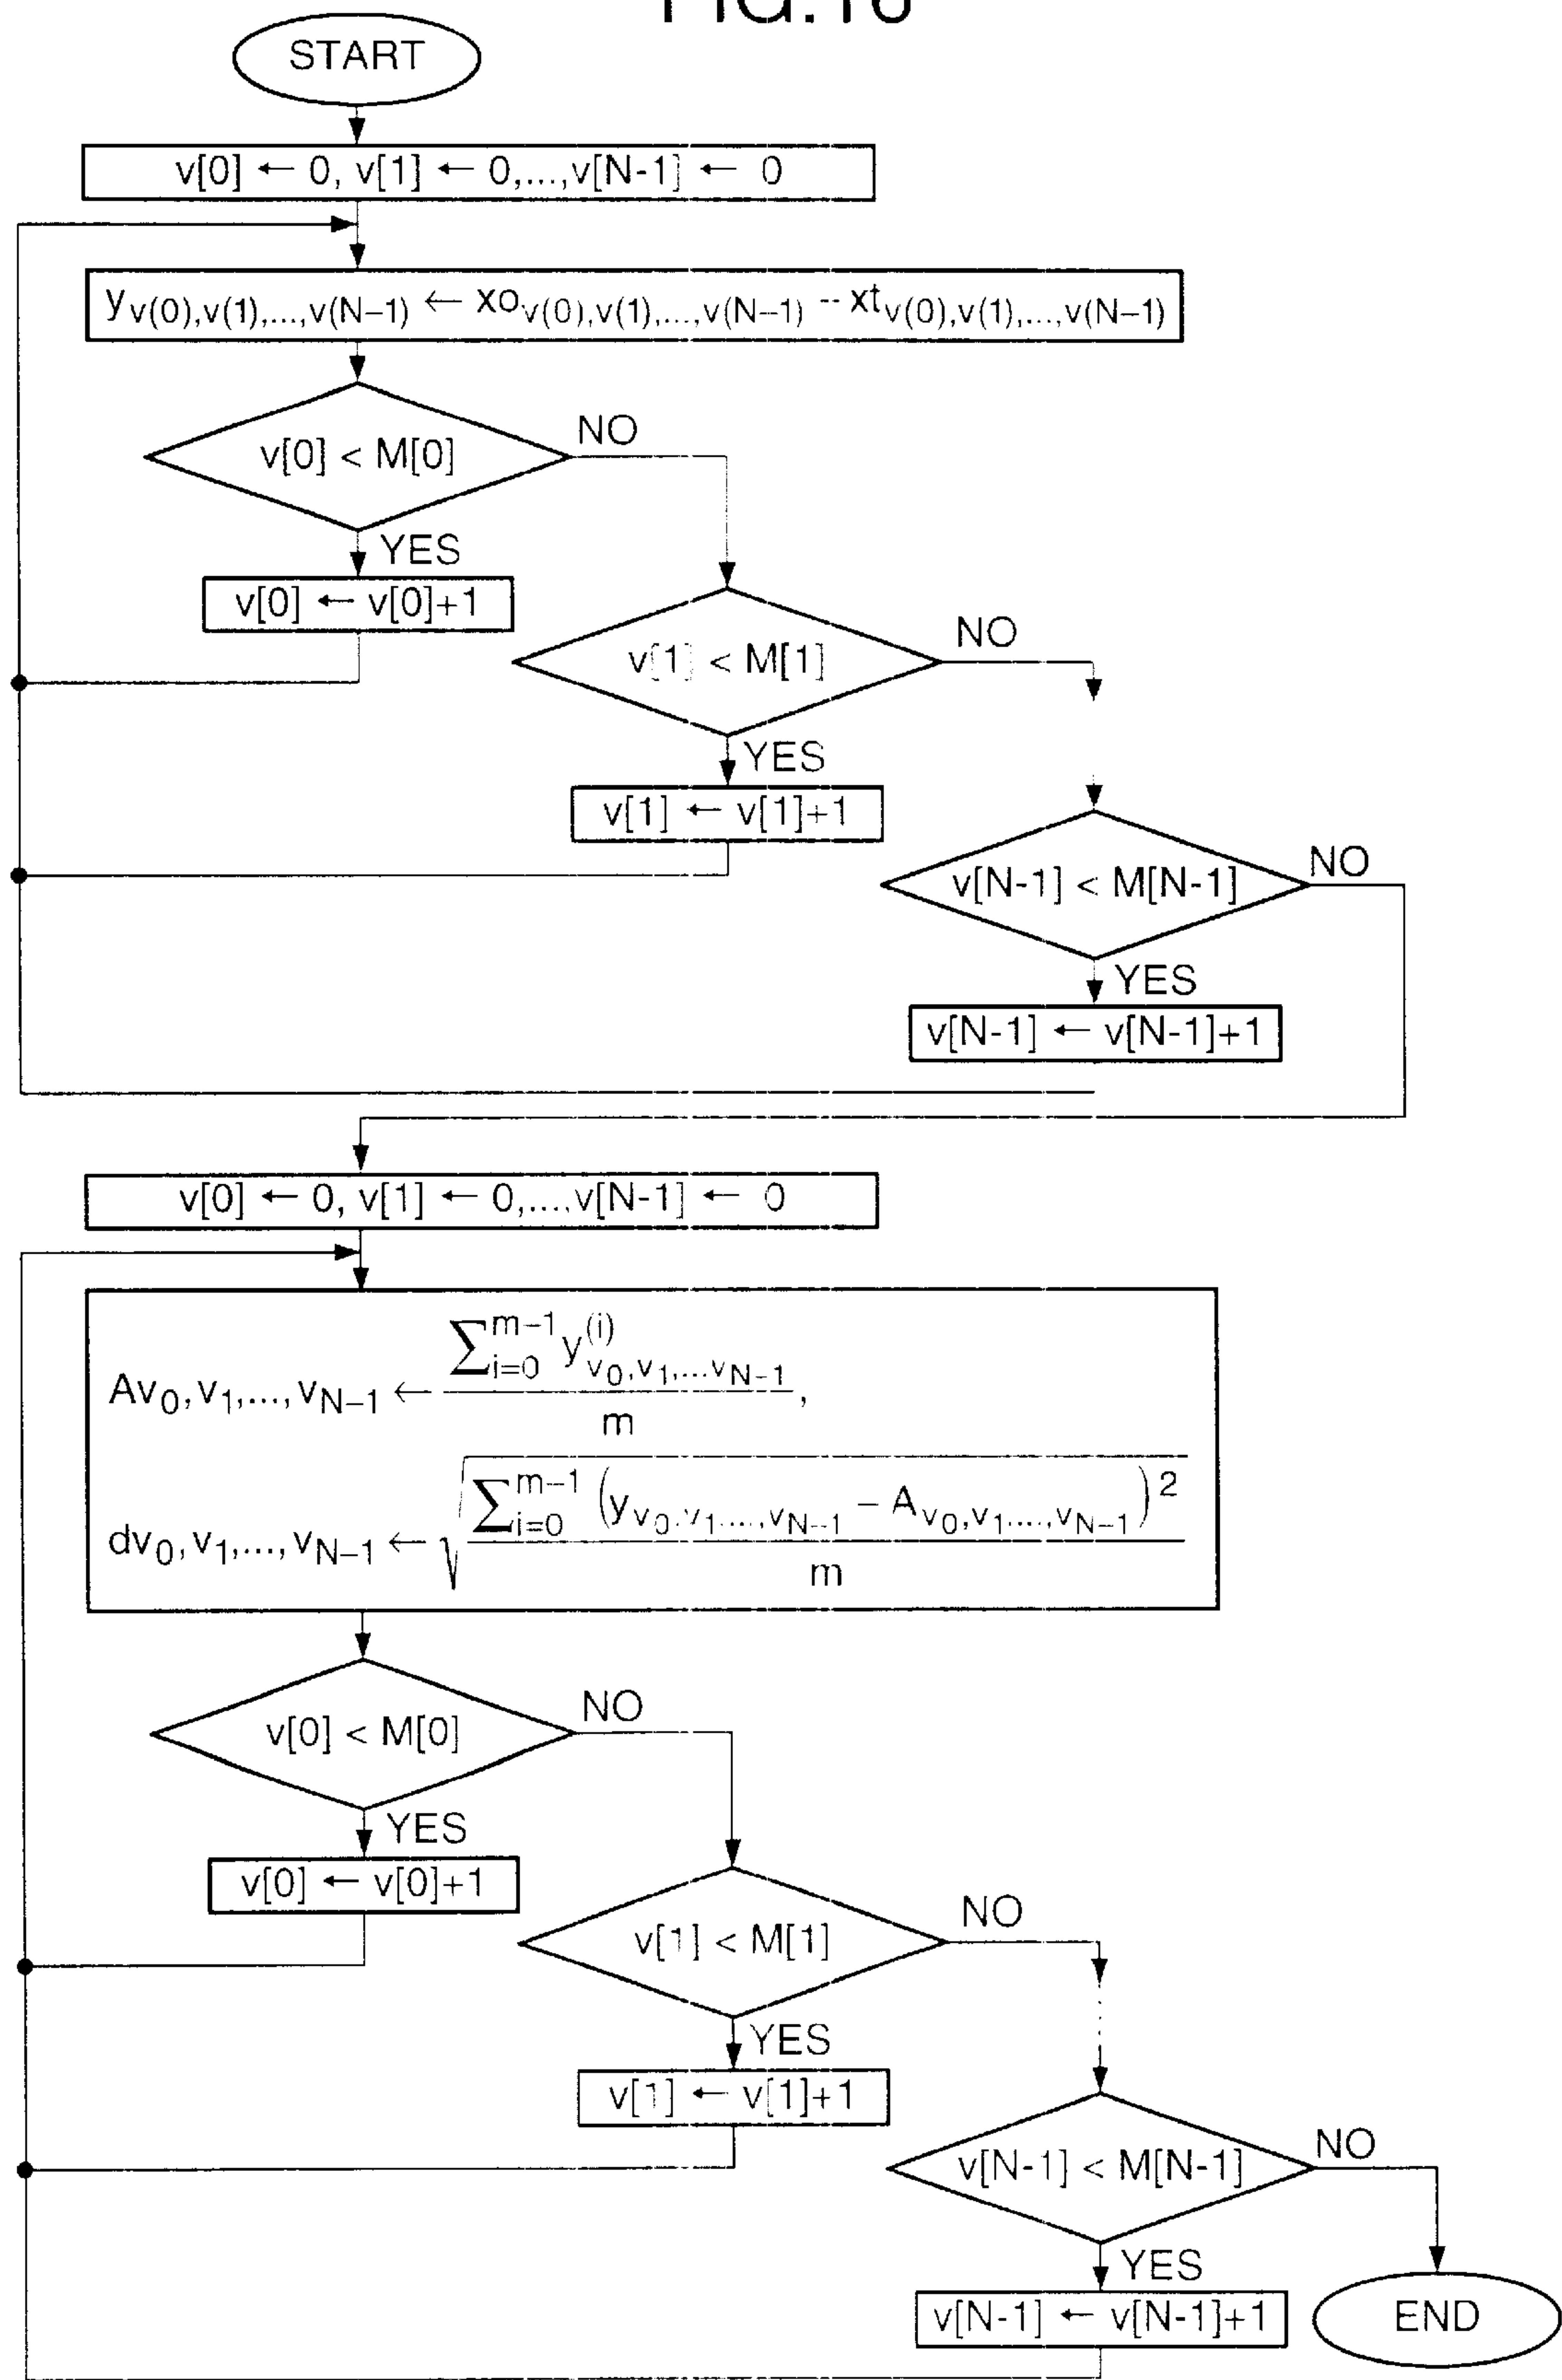 START
v[0] ← 0, v[1] ← 0,...,v[N-1] ← 0
y_{v(0),v(1),...,v(N−1)} ← xo_{v(0),v(1),...,v(N−1)} − xt_{v(0),v(1),...,v(N−1)}
v[0] < M[0]
NO
YES
v[0] ← v[0]+1
v[1] < M[1]
NO
YES
v[1] ← v[1]+1
v[N-1] < M[N-1]
NO
YES
v[N-1] ← v[N-1]+1
v[0] ← 0, v[1] ← 0,...,v[N-1] ← 0
Av_0,v_1,...,v_{N−1} ← \frac{∑_{i=0}^{m−1} y^{(i)}_{v_0,v_1,...v_{N−1}}}{m},
dv_0,v_1,...,v_{N−1} ← \sqrt{\frac{∑_{i=0}^{m−1} (y_{v_0,v_1,...,v_{N−1}} − A_{v_0,v_1,...,v_{N−1}})^2}{m}}
v[0] < M[0]
NO
YES
v[0] ← v[0]+1
v[1] < M[1]
NO
YES
v[1] ← v[1]+1
v[N-1] < M[N-1]
NO
YES
v[N-1] ← v[N-1]+1
END